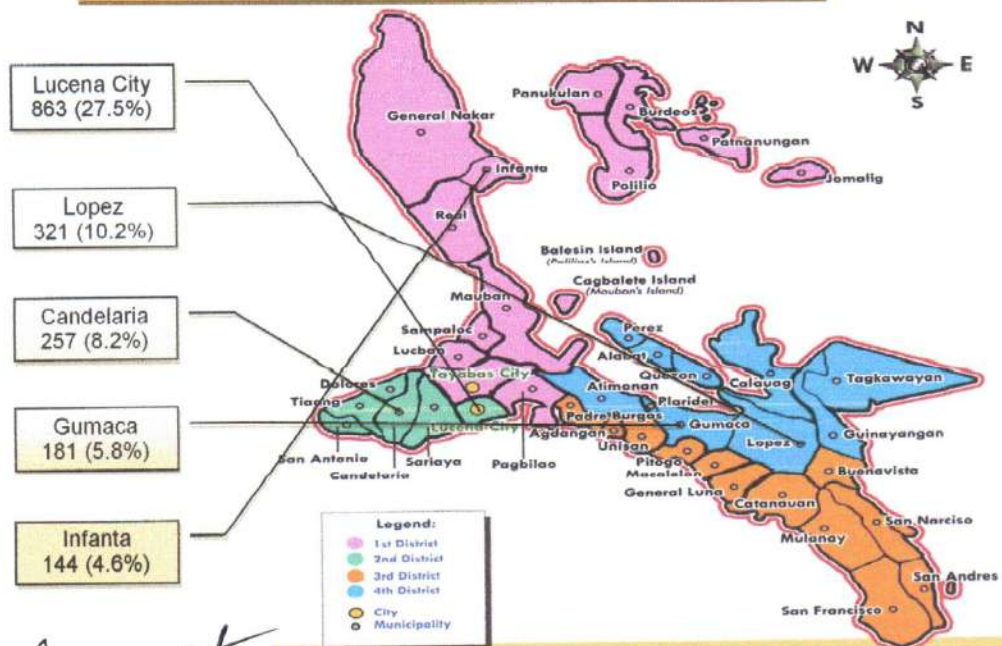 N
W E
S
Lucena City
863 (27.5%)
Lopez
321 (10.2%)
Candelaria
257 (8.2%)
Gumaca
181 (5.8%)
Infanta
144 (4.6%)
General Nakar
Infanta
Real
Panukulan
Burdeos
Patnanungan
Polilio
Jomalig
Balesin Island
(Polilio's Island)
Cagbalete Island
(Mauban's Island)
Mauban
Sampaloc
Lucban
Tayabas City
Dolores
Tiaong
Lucena City
San Antonio
Candelaria
Sariaya
Pagbilao
Perez
Alabat
Quezon
Calauag
Tagkawayan
Atimonan
Plaridel
Padre Burgos
Gumaca
Agdangan
Unisan
Lopez
Guinayangan
Pitogo
Macalelon
Buenavista
General Luna
Catanauan
San Narciso
Mulanay
San Andres
San Francisco
Legend:
1st District
2nd District
3rd District
4th District
City
Municipality